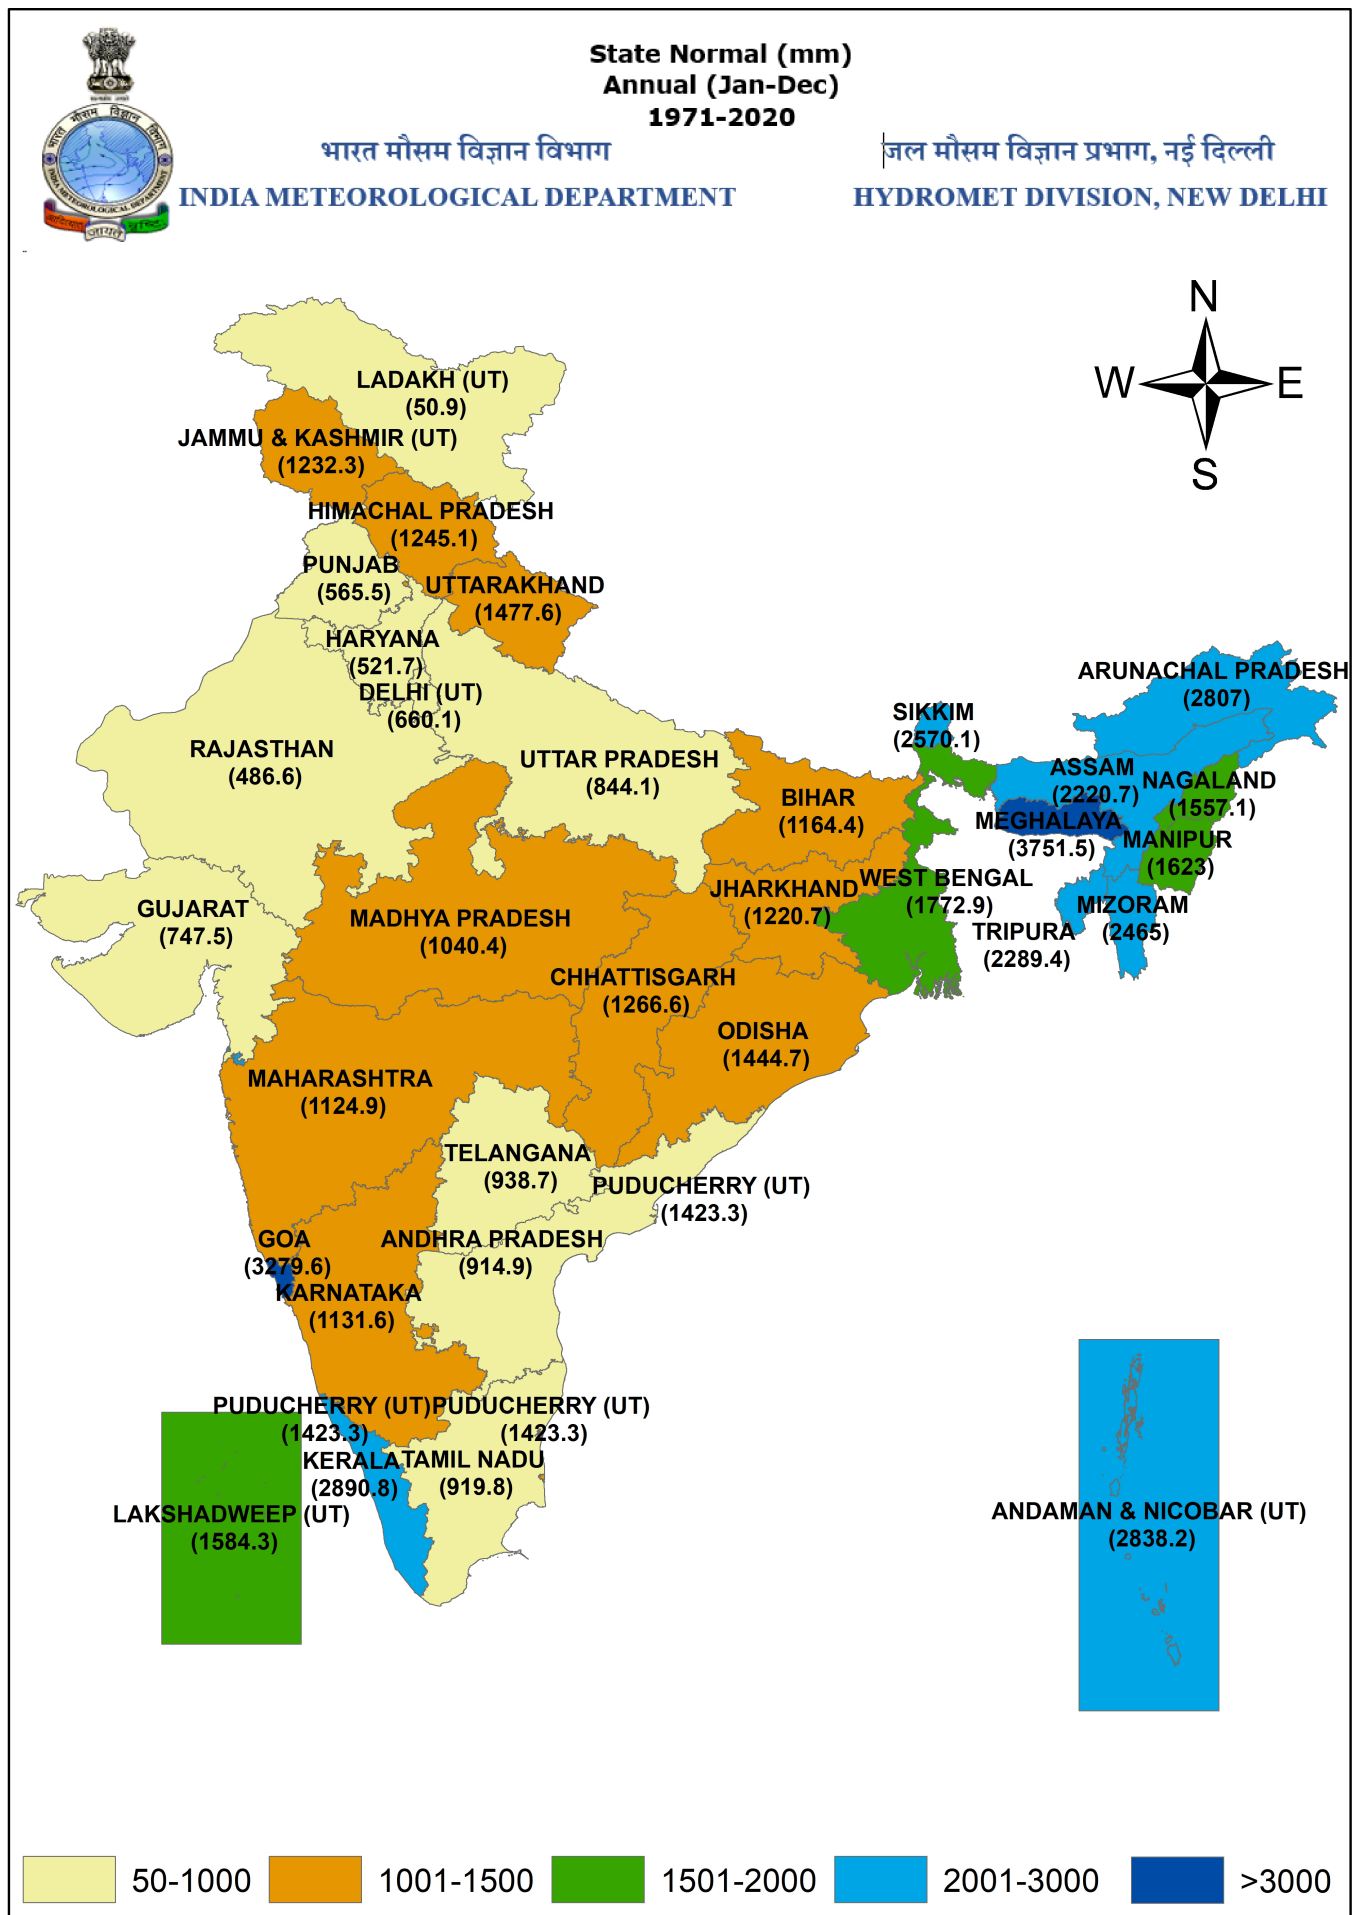 State Normal (mm)
Annual (Jan-Dec)
1971-2020
भारत मौसम विज्ञान विभाग
जल मौसम विज्ञान प्रभाग, नई दिल्ली
INDIA METEOROLOGICAL DEPARTMENT
HYDROMET DIVISION, NEW DELHI
भारत मौसम विज्ञान विभाग
INDIA METEOROLOGICAL DEPARTMENT
N
W
E
S
LADAKH (UT)
(50.9)
JAMMU & KASHMIR (UT)
(1232.3)
HIMACHAL PRADESH
(1245.1)
PUNJAB
(565.5)
UTTARAKHAND
(1477.6)
HARYANA
(521.7)
DELHI (UT)
(660.1)
ARUNACHAL PRADESH
(2807)
SIKKIM
(2570.1)
RAJASTHAN
(486.6)
UTTAR PRADESH
(844.1)
ASSAM
(2220.7)
NAGALAND
(1557.1)
BIHAR
(1164.4)
MEGHALAYA
(3751.5)
MANIPUR
(1623)
JHARKHAND
(1220.7)
WEST BENGAL
(1772.9)
GUJARAT
(747.5)
MADHYA PRADESH
(1040.4)
MIZORAM
(2465)
TRIPURA
(2289.4)
CHHATTISGARH
(1266.6)
ODISHA
(1444.7)
MAHARASHTRA
(1124.9)
TELANGANA
(938.7)
PUDUCHERRY (UT)
(1423.3)
GOA
(3279.6)
ANDHRA PRADESH
(914.9)
KARNATAKA
(1131.6)
PUDUCHERRY (UT)
(1423.3)
PUDUCHERRY (UT)
(1423.3)
KERALA
(2890.8)
TAMIL NADU
(919.8)
LAKSHADWEEP (UT)
(1584.3)
ANDAMAN & NICOBAR (UT)
(2838.2)
50-1000
1001-1500
1501-2000
2001-3000
>3000